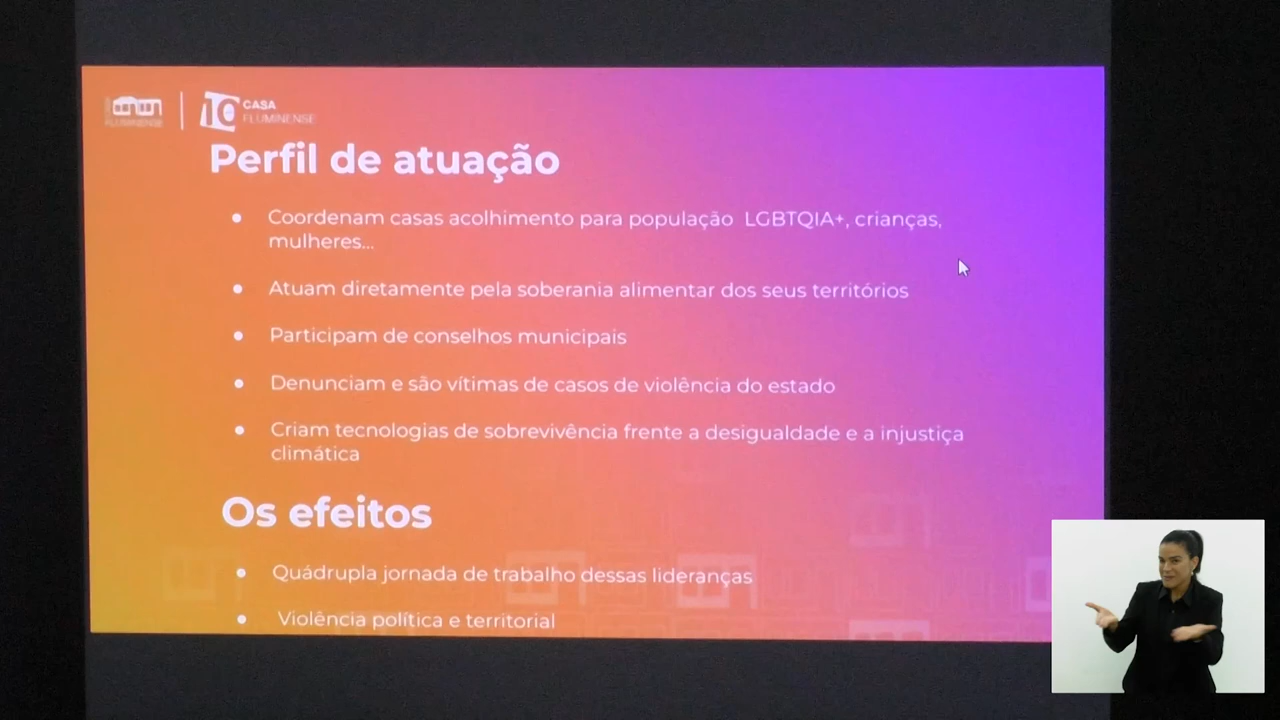 FLUMINENSE
10 CASA
FLUMINENSE
Perfil de atuação
● Coordenam casas acolhimento para população LGBTQIA+, crianças,
mulheres...
● Atuam diretamente pela soberania alimentar dos seus territórios
● Participam de conselhos municipais
● Denunciam e são vítimas de casos de violência do estado
● Criam tecnologias de sobrevivência frente a desigualdade e a injustiça
climática
Os efeitos
● Quádrupla jornada de trabalho dessas lideranças
● Violência política e territorial